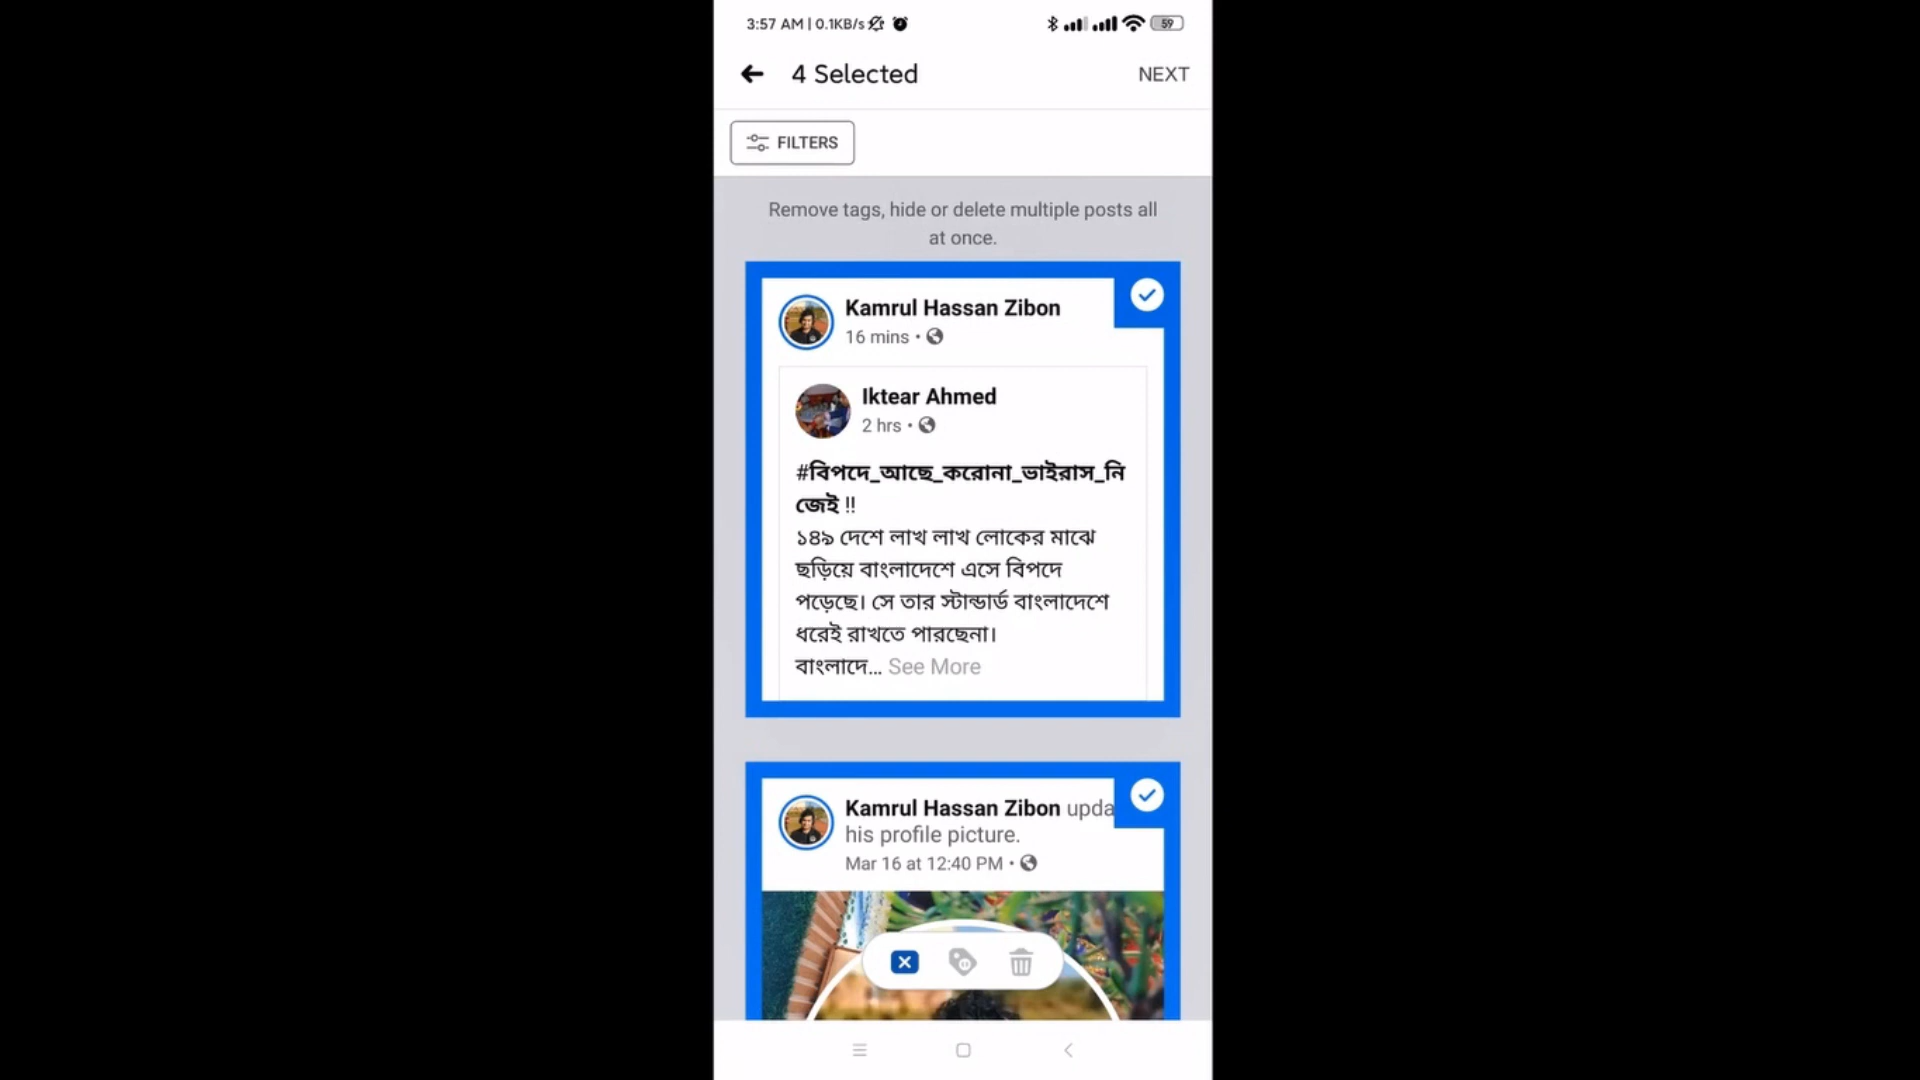 3:57 AM | 0.1KB/s
59
4 Selected
NEXT
FILTERS
Remove tags, hide or delete multiple posts all
at once.
Kamrul Hassan Zibon
16 mins •
Iktear Ahmed
2 hrs •
#বিপদে_আছে_করোনা_ভাইরাস_নি
জেই !!
১৪৯ দেশে লাখ লাখ লোকের মাঝে
ছড়িয়ে বাংলাদেশে এসে বিপদে
পড়েছে। সে তার স্টান্ডার্ড বাংলাদেশে
ধরেই রাখতে পারছেনা।
বাংলাদে... See More
Kamrul Hassan Zibon upda
his profile picture.
Mar 16 at 12:40 PM •